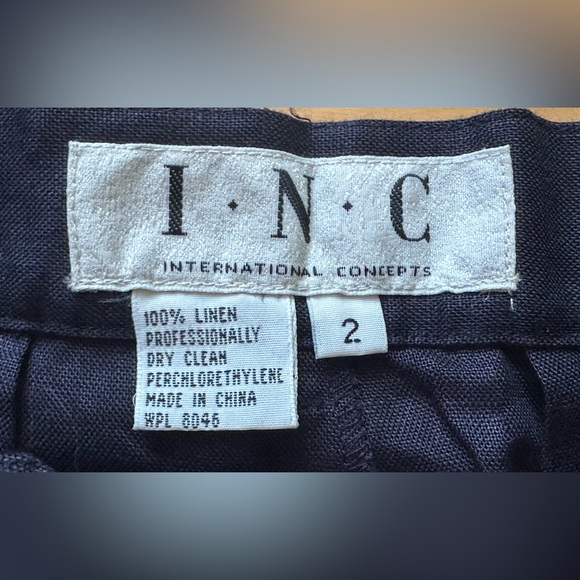 I·N·C
INTERNATIONAL CONCEPTS
100% LINEN
PROFESSIONALLY
DRY CLEAN
PERCHLORETHYLENE
MADE IN CHINA
WPL 8046
2